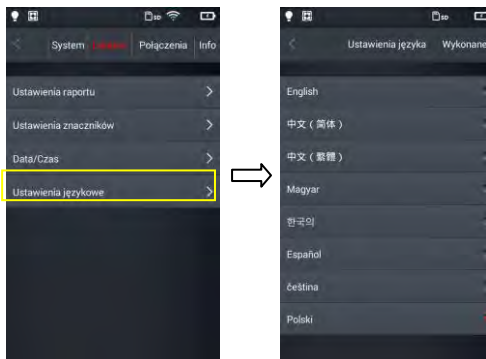 System
Połączenia
Info
Ustawienia raportu
Ustawienia znaczników
Data/Czas
Ustawienia językowe
Ustawienia języka
Wykonane
English
中文（简体）
中文（繁體）
Magyar
한국의
Español
čeština
Polski